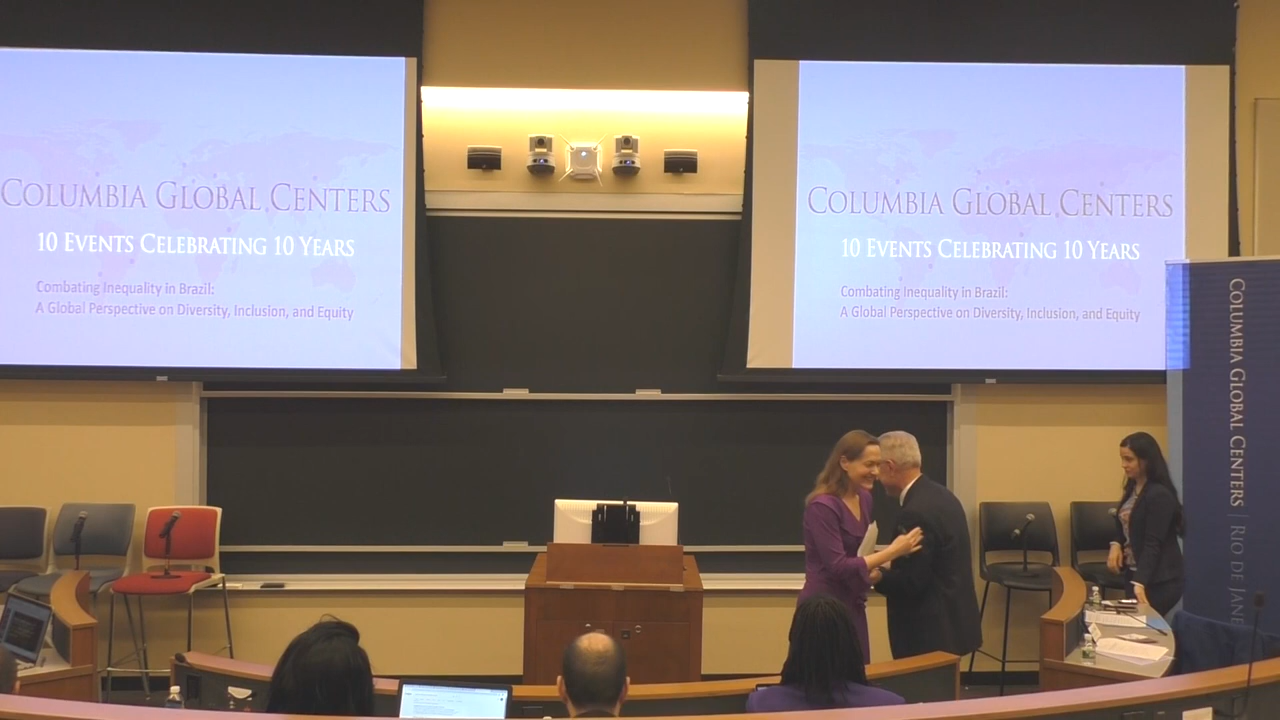 COLUMBIA GLOBAL CENTERS
10 EVENTS CELEBRATING 10 YEARS
Combating Inequality in Brazil:
A Global Perspective on Diversity, Inclusion, and Equity
COLUMBIA GLOBAL CENTERS
10 EVENTS CELEBRATING 10 YEARS
Combating Inequality in Brazil:
A Global Perspective on Diversity, Inclusion, and Equity
COLUMBIA GLOBAL CENTERS | RIO DE JANE